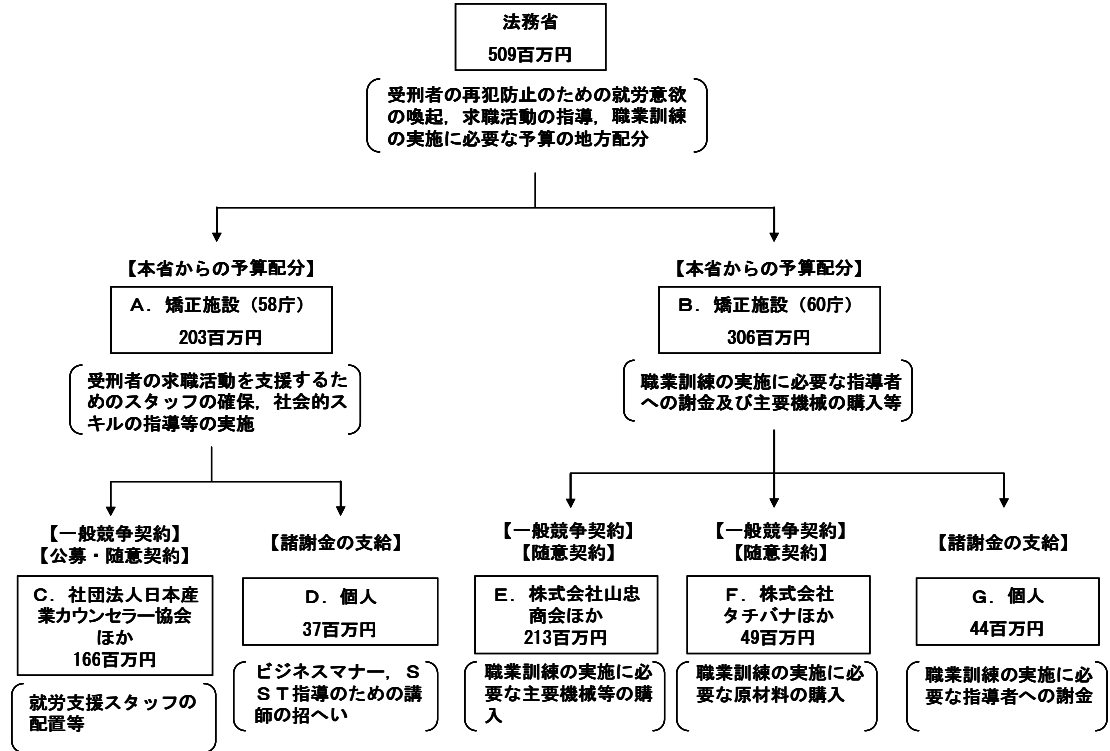 法務省
509百万円
受刑者の再犯防止のための就労意欲
の喚起，求職活動の指導，職業訓練
の実施に必要な予算の地方配分
【本省からの予算配分】
Ａ．矯正施設（58庁）
203百万円
受刑者の求職活動を支援するた
めのスタッフの確保，社会的ス
キルの指導等の実施
【本省からの予算配分】
Ｂ．矯正施設（60庁）
306百万円
職業訓練の実施に必要な指導者
への謝金及び主要機械の購入等
【一般競争契約】
【公募・随意契約】
Ｃ．社団法人日本産
業カウンセラー協会
ほか
166百万円
就労支援スタッフの
配置等
【諸謝金の支給】
Ｄ．個人
37百万円
ビジネスマナー，Ｓ
ＳＴ指導のための講
師の招へい
【一般競争契約】
【随意契約】
Ｅ．株式会社山忠
商会ほか
213百万円
職業訓練の実施に必
要な主要機械等の購
入
【一般競争契約】
【随意契約】
Ｆ．株式会社
タチバナほか
49百万円
職業訓練の実施に必
要な原材料の購入
【諸謝金の支給】
Ｇ．個人
44百万円
職業訓練の実施に必
要な指導者への謝金